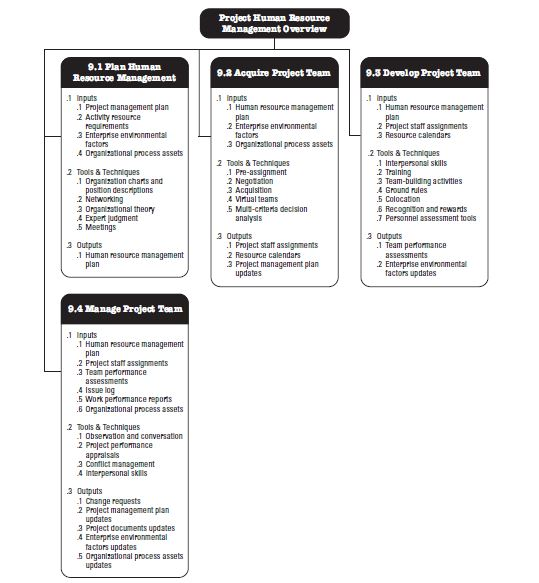 Project Human Resource
Management Overview
9.1 Plan Human
Resource Management
.1 Inputs
.1 Project management plan
.2 Activity resource
requirements
.3 Enterprise environmental
factors
.4 Organizational process assets
.2 Tools & Techniques
.1 Organization charts and
position descriptions
.2 Networking
.3 Organizational theory
.4 Expert judgment
.5 Meetings
.3 Outputs
.1 Human resource management
plan
9.2 Acquire Project Team
.1 Inputs
.1 Human resource management
plan
.2 Enterprise environmental
factors
.3 Organizational process assets
.2 Tools & Techniques
.1 Pre-assignment
.2 Negotiation
.3 Acquisition
.4 Virtual teams
.5 Multi-criteria decision
analysis
.3 Outputs
.1 Project staff assignments
.2 Resource calendars
.3 Project management plan
updates
9.3 Develop Project Team
.1 Inputs
.1 Human resource management
plan
.2 Project staff assignments
.3 Resource calendars
.2 Tools & Techniques
.1 Interpersonal skills
.2 Training
.3 Team-building activities
.4 Ground rules
.5 Colocation
.6 Recognition and rewards
.7 Personnel assessment tools
.3 Outputs
.1 Team performance
assessments
.2 Enterprise environmental
factors updates
9.4 Manage Project Team
.1 Inputs
.1 Human resource management
plan
.2 Project staff assignments
.3 Team performance
assessments
.4 Issue log
.5 Work performance reports
.6 Organizational process assets
.2 Tools & Techniques
.1 Observation and conversation
.2 Project performance
appraisals
.3 Conflict management
.4 Interpersonal skills
.3 Outputs
.1 Change requests
.2 Project management plan
updates
.3 Project documents updates
.4 Enterprise environmental
factors updates
.5 Organizational process assets
updates